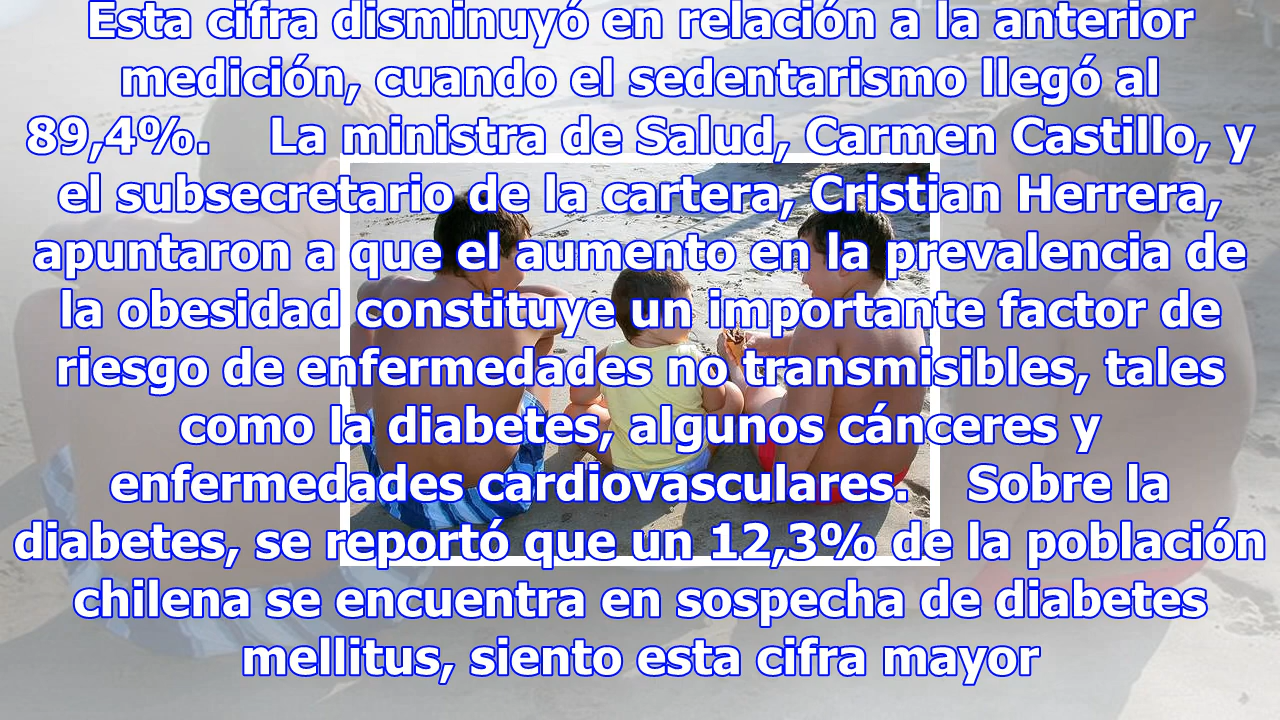 Esta cifra disminuyó en relación a la anterior
medición, cuando el sedentarismo llegó al
89,4%. La ministra de Salud, Carmen Castillo, y
el subsecretario de la cartera, Cristian Herrera,
apuntaron a que el aumento en la prevalencia de
la obesidad constituye un importante factor de
riesgo de enfermedades no transmisibles, tales
como la diabetes, algunos cánceres y
enfermedades cardiovasculares. Sobre la
diabetes, se reportó que un 12,3% de la población
chilena se encuentra en sospecha de diabetes
mellitus, siento esta cifra mayor